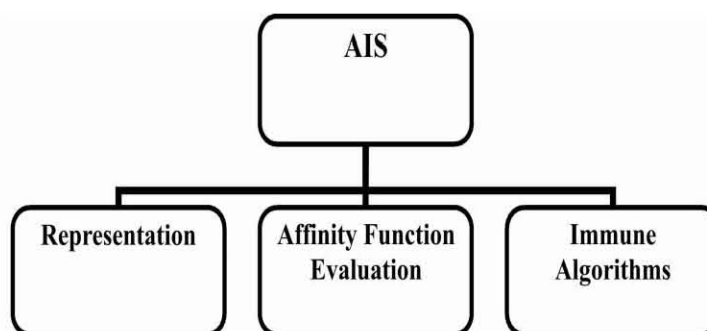 AIS
Representation
Affinity Function
Evaluation
Immune
Algorithms